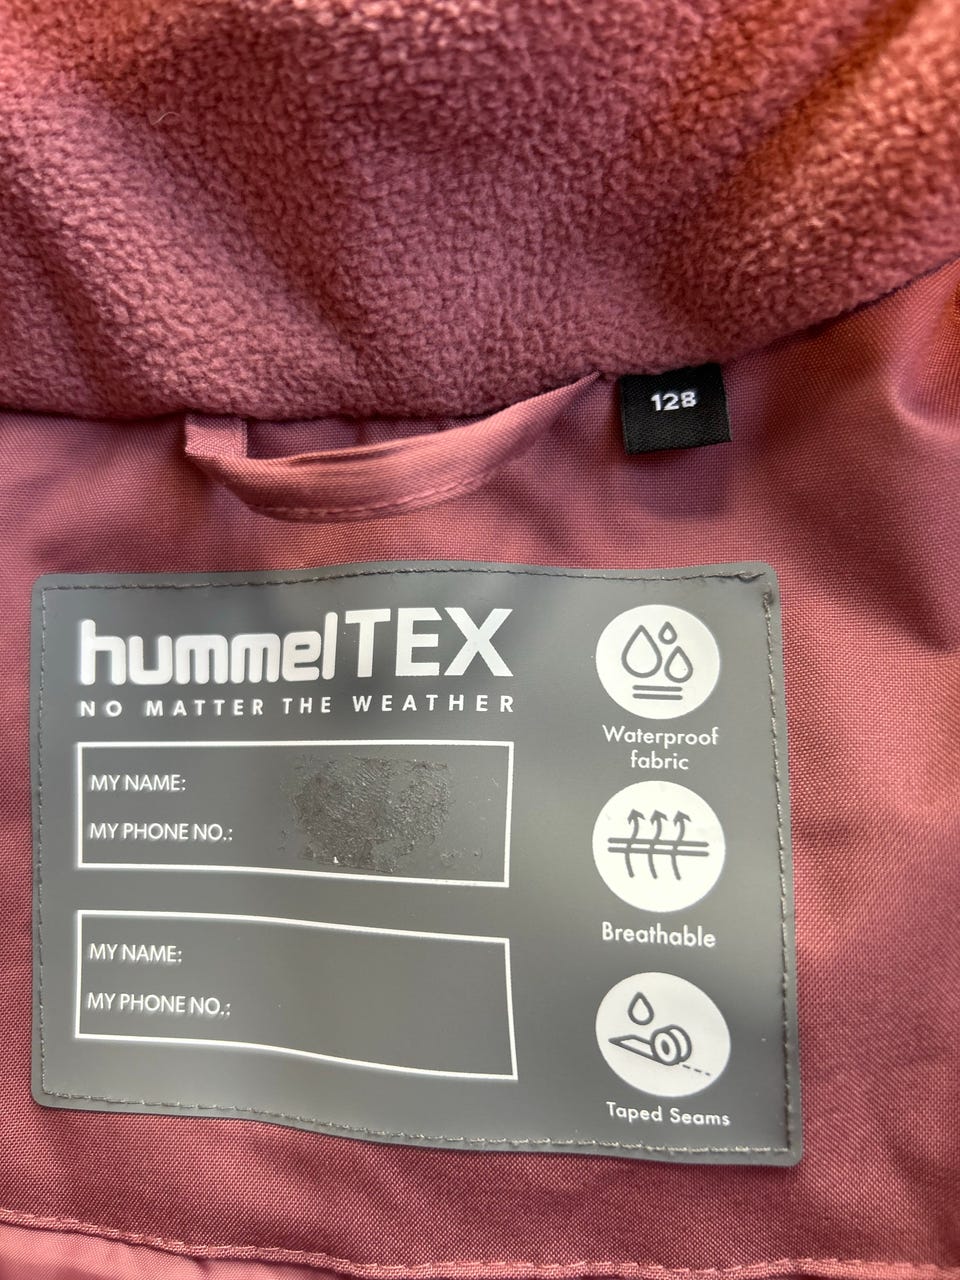 128
hummelTEX
NO MATTER THE WEATHER
MY NAME:
MY PHONE NO.:
MY NAME:
MY PHONE NO.:
Waterproof
fabric
Breathable
Taped Seams